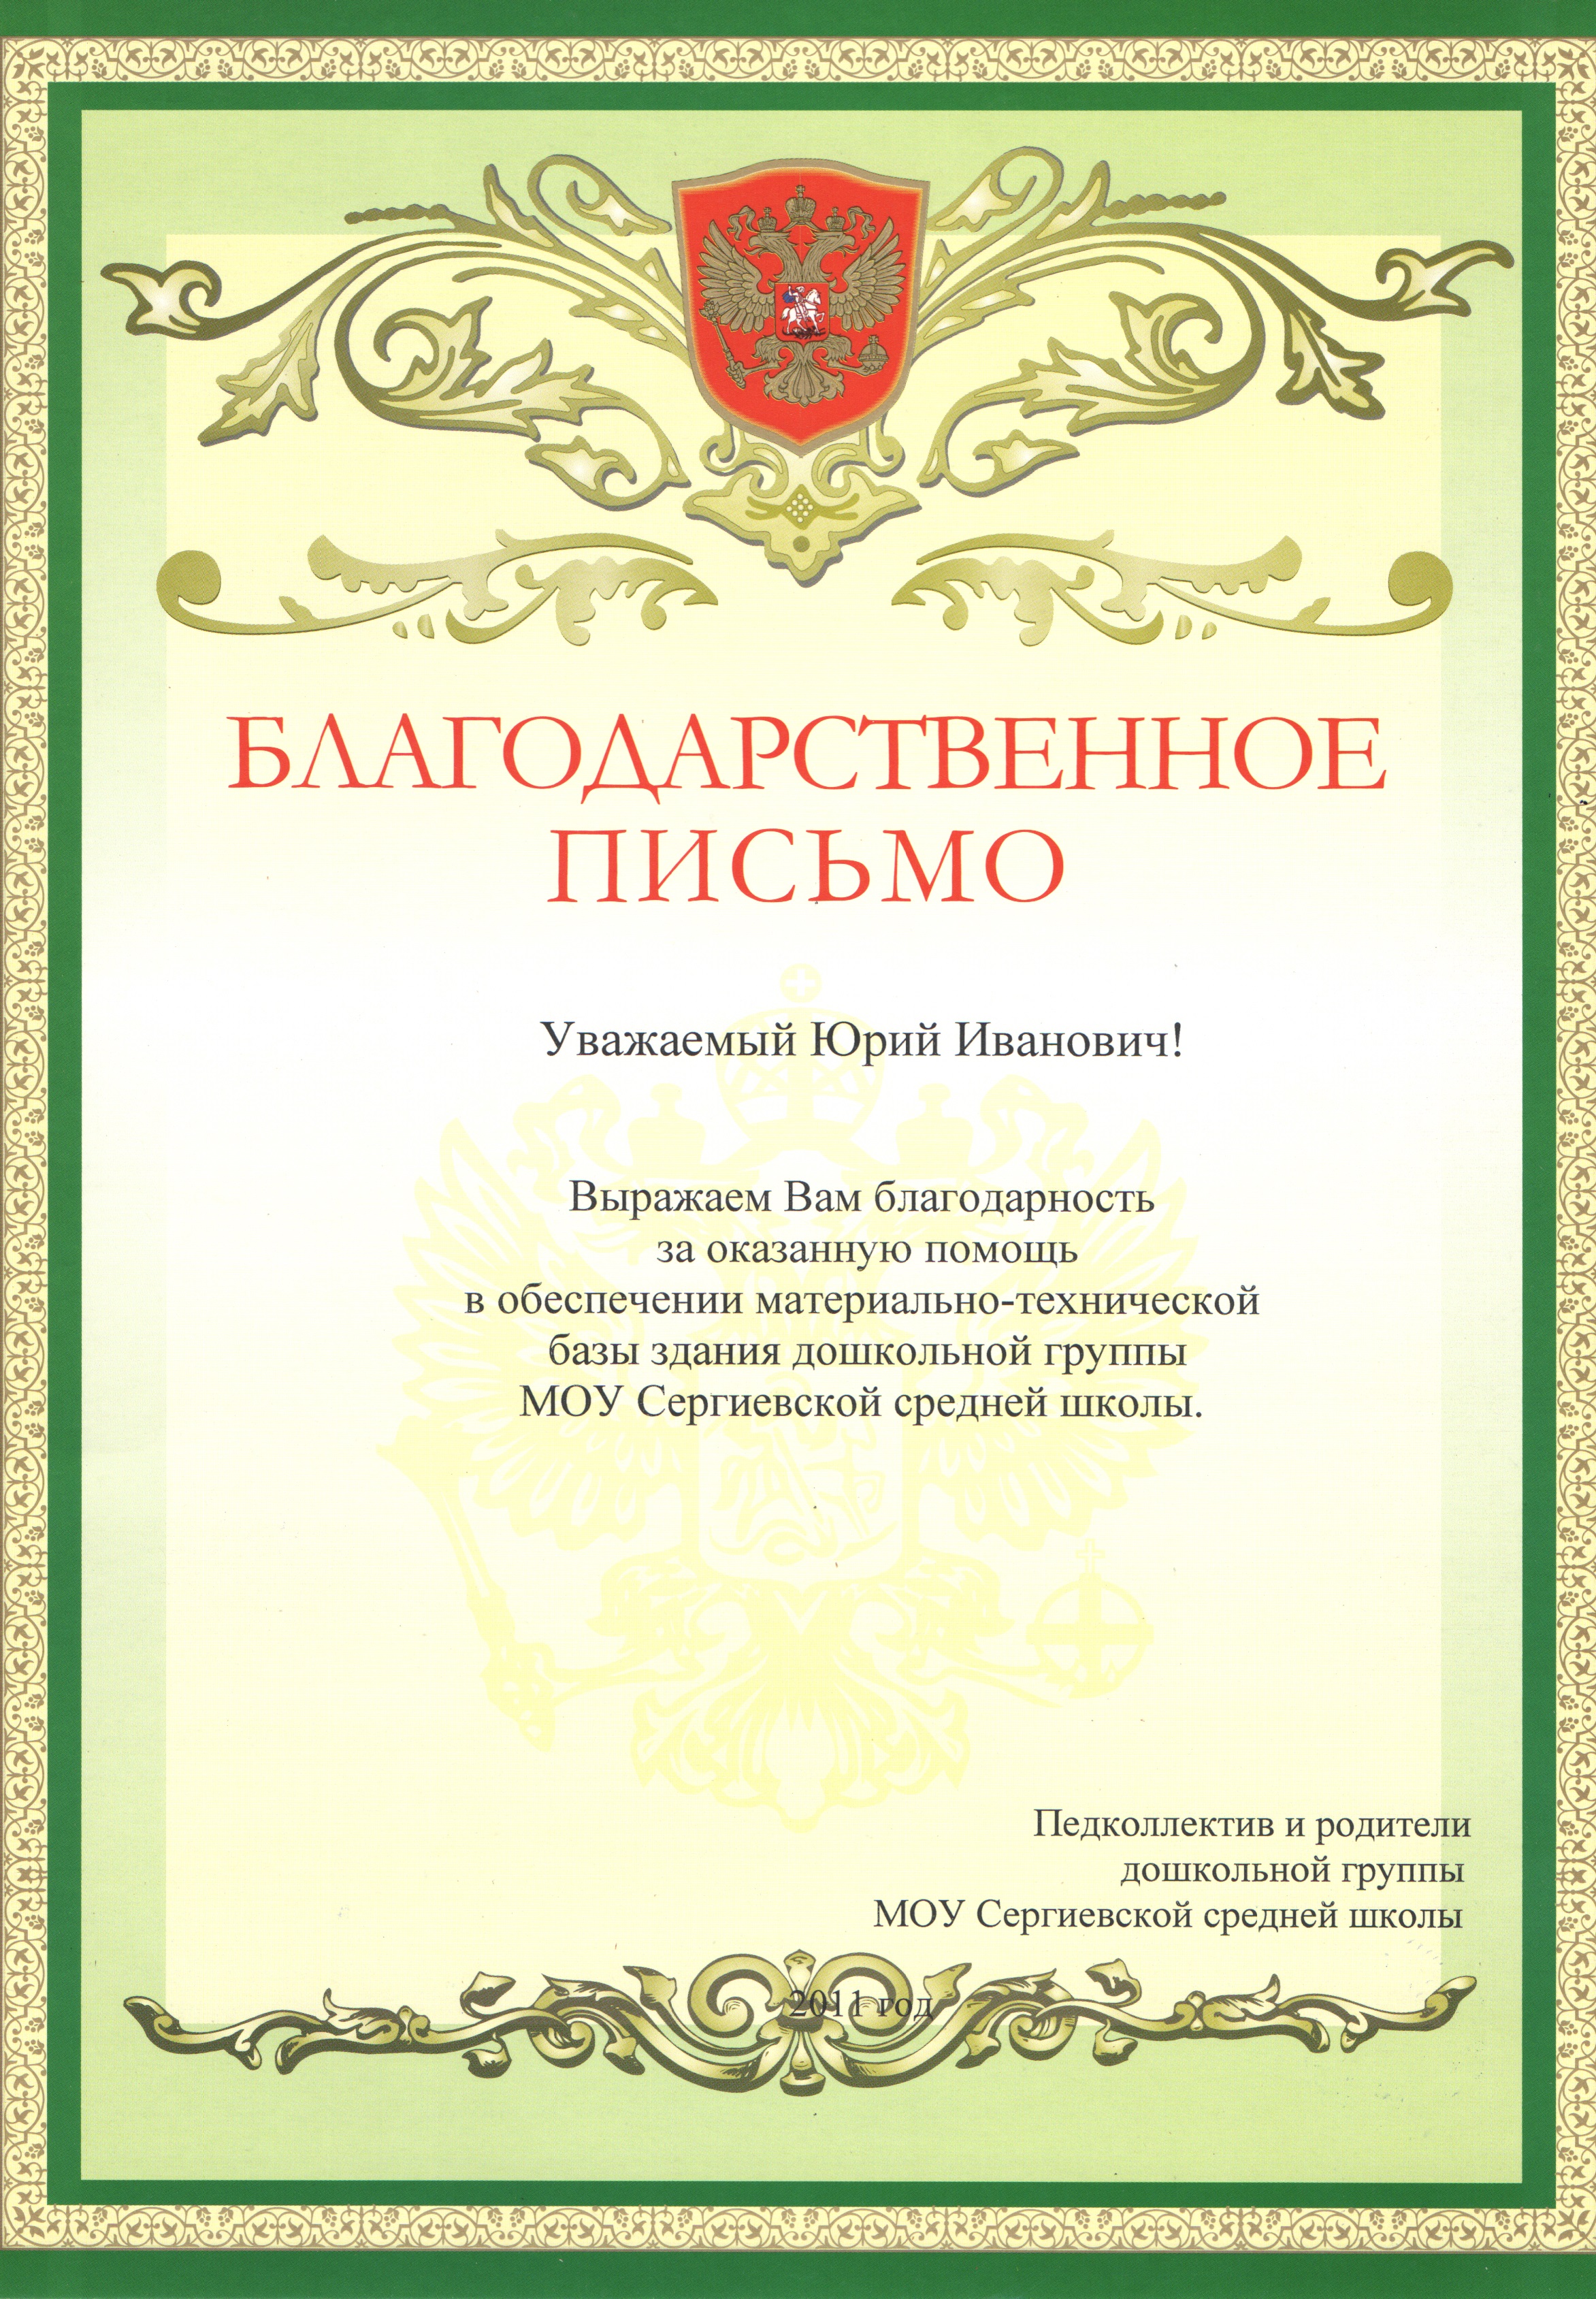 БЛАГОДАРСТВЕННОЕ
ПИСЬМО
Уважаемый Юрий Иванович!
Выражаем Вам благодарность
за оказанную помощь
в обеспечении материально-технической
базы здания дошкольной группы
МОУ Сергиевской средней школы.
Педколлектив и родители
дошкольной группы
МОУ Сергиевской средней школы
2011 год